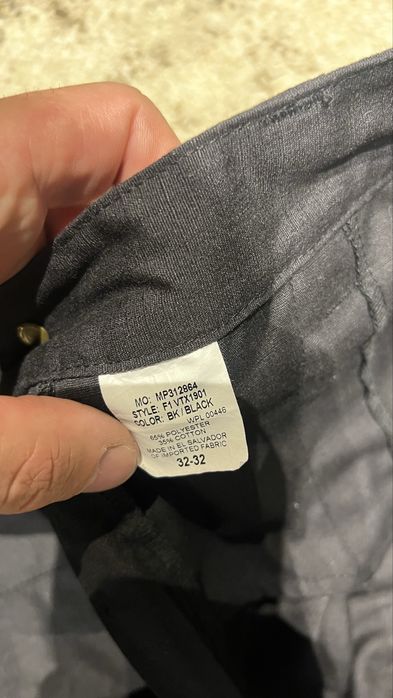 MO: MP312864
STYLE: F1 VTX1901
COLOR: BK / BLACK
WPL 00446
65% POLYESTER
35% COTTON
MADE IN EL SALVADOR
OF IMPORTED FABRIC
32-32